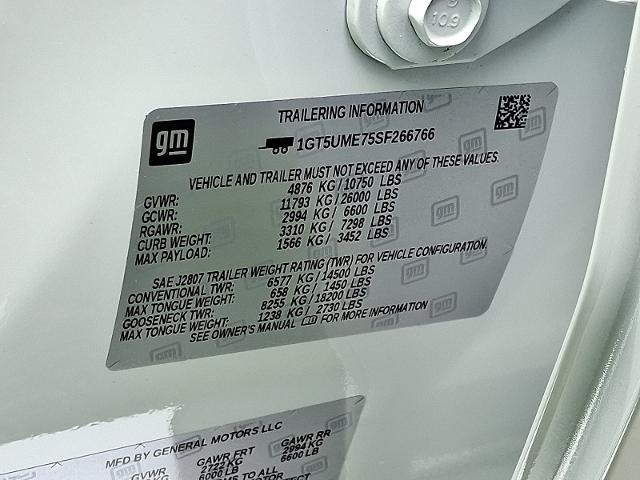 10.9
gm
TRAILERING INFORMATION
1GT5UME75SF266766
VEHICLE AND TRAILER MUST NOT EXCEED ANY OF THESE VALUES.
GVWR: 4876 KG/10750 LBS
GCWR: 11793 KG/26000 LBS
RGAWR: 2994 KG/ 6600 LBS
CURB WEIGHT: 3310 KG/ 7298 LBS
MAX PAYLOAD: 1566 KG/ 3452 LBS
SAE J2807 TRAILER WEIGHT RATING (TWR) FOR VEHICLE CONFIGURATION.
CONVENTIONAL TWR: 6577 KG/14500 LBS
MAX TONGUE WEIGHT: 658 KG/ 1450 LBS
GOOSENECK TWR: 8255 KG/18200 LBS
MAX TONGUE WEIGHT: 1238 KG/ 2730 LBS
SEE OWNER'S MANUAL FOR MORE INFORMATION
MFD BY GENERAL MOTORS LLC
GVWR GAWR FRT GAWR RR
2722KG 2994 KG
6000 LB 6600 LB